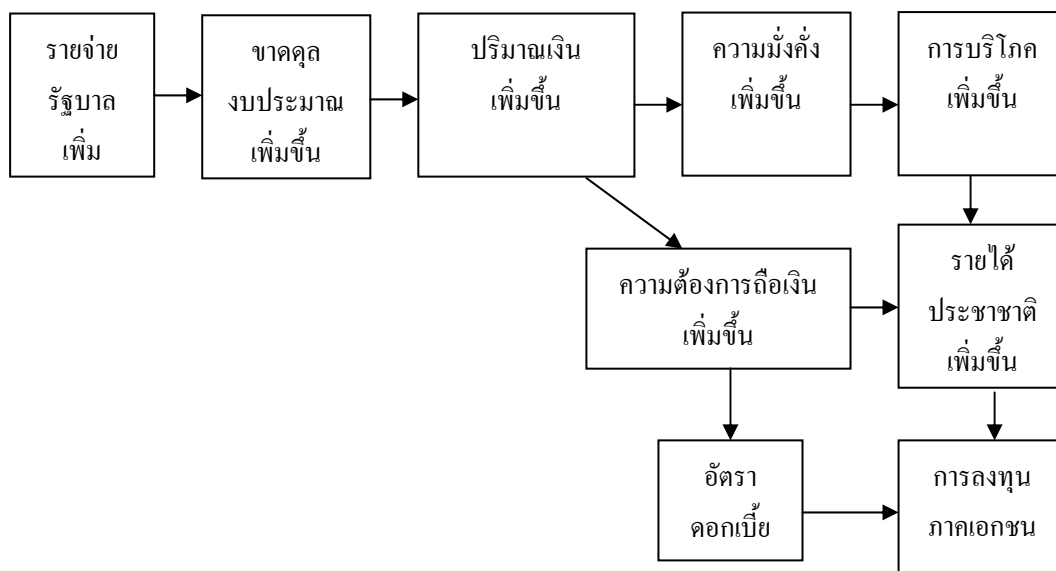 รายจ่าย
รัฐบาล
เพิ่ม
ขาดดุล
งบประมาณ
เพิ่มขึ้น
ปริมาณเงิน
เพิ่มขึ้น
ความมั่งคั่ง
เพิ่มขึ้น
การบริโภค
เพิ่มขึ้น
ความต้องการถือเงิน
เพิ่มขึ้น
รายได้
ประชาชาติ
เพิ่มขึ้น
อัตรา
ดอกเบี้ย
การลงทุน
ภาคเอกชน